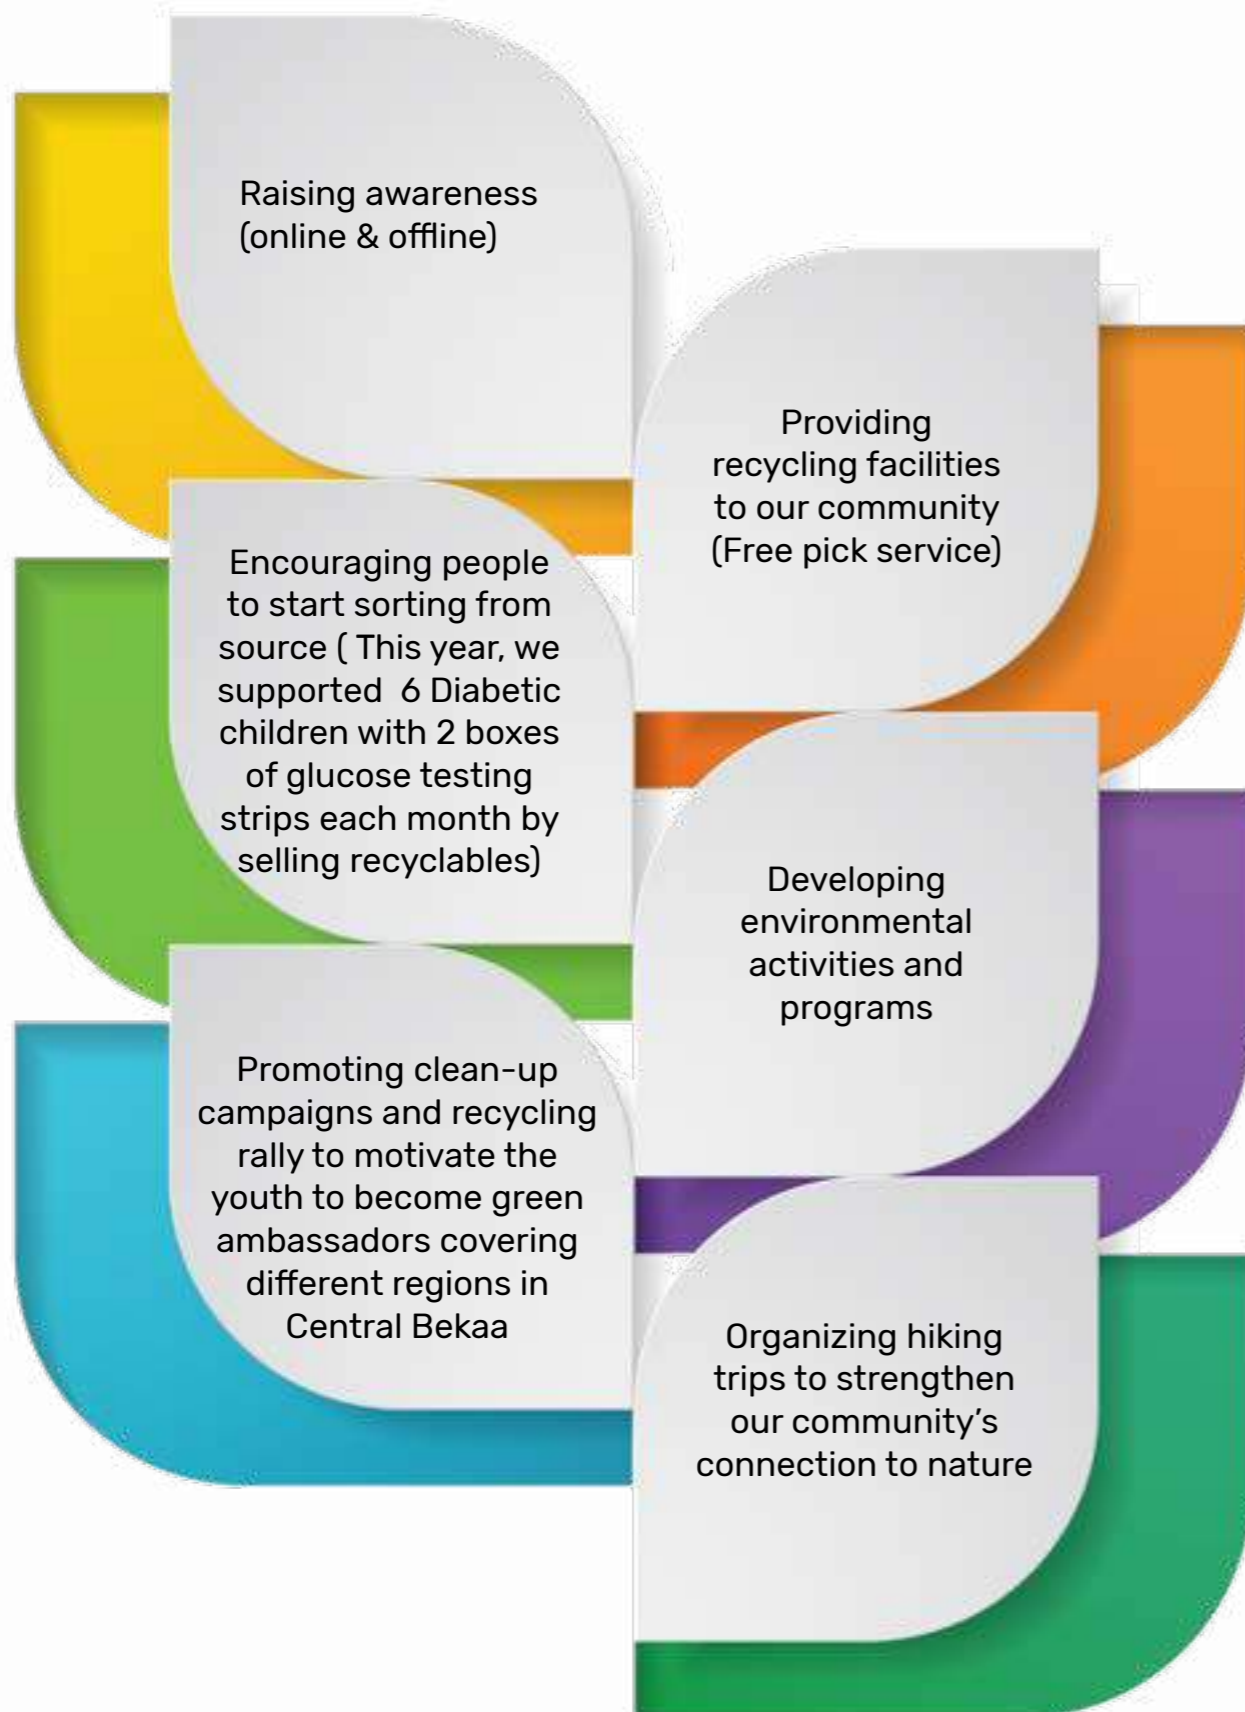 Raising awareness
(online & offline)
Providing
recycling facilities
to our community
(Free pick service)
Encouraging people
to start sorting from
source ( This year, we
supported  6 Diabetic
children with 2 boxes
of glucose testing
strips each month by
selling recyclables)
Developing
environmental
activities and
programs
Promoting clean-up
campaigns and recycling
rally to motivate the
youth to become green
ambassadors covering
different regions in
Central Bekaa
Organizing hiking
trips to strengthen
our community’s
connection to nature